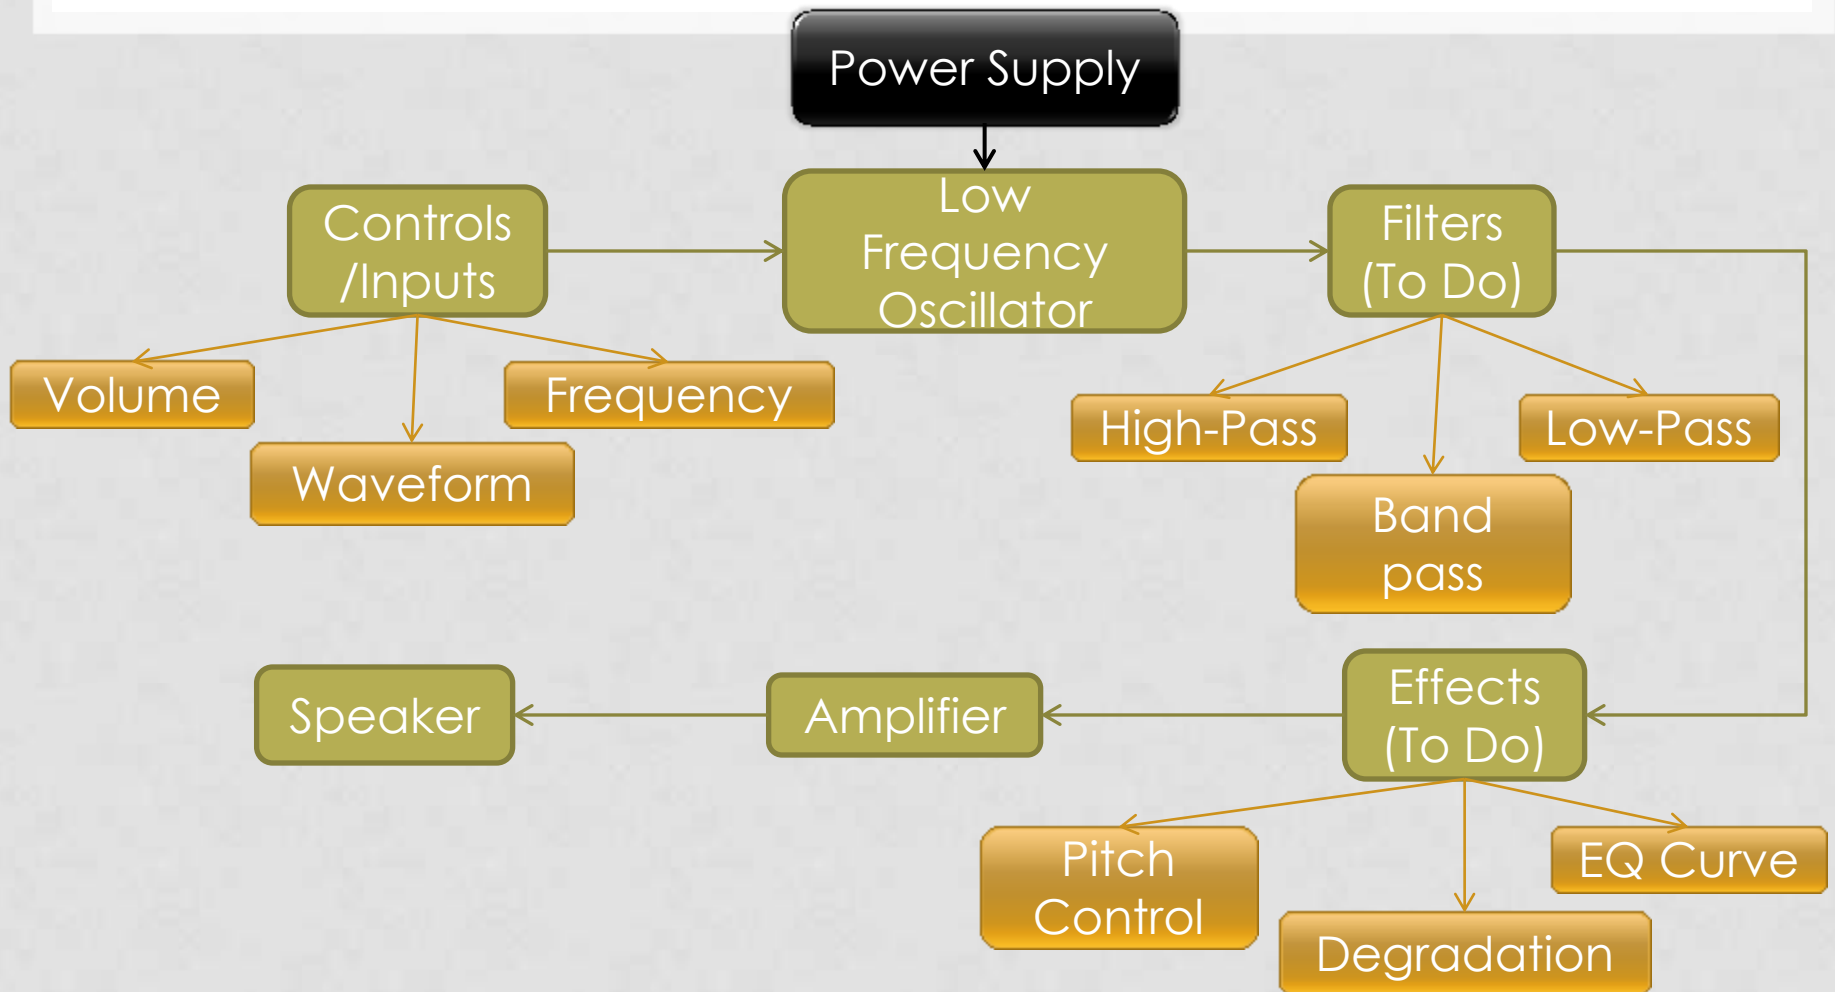 Power Supply
Controls
/Inputs
Low
Frequency
Oscillator
Filters
(To Do)
Volume
Frequency
Waveform
High-Pass
Low-Pass
Band
pass
Speaker
Amplifier
Effects
(To Do)
Pitch
Control
EQ Curve
Degradation